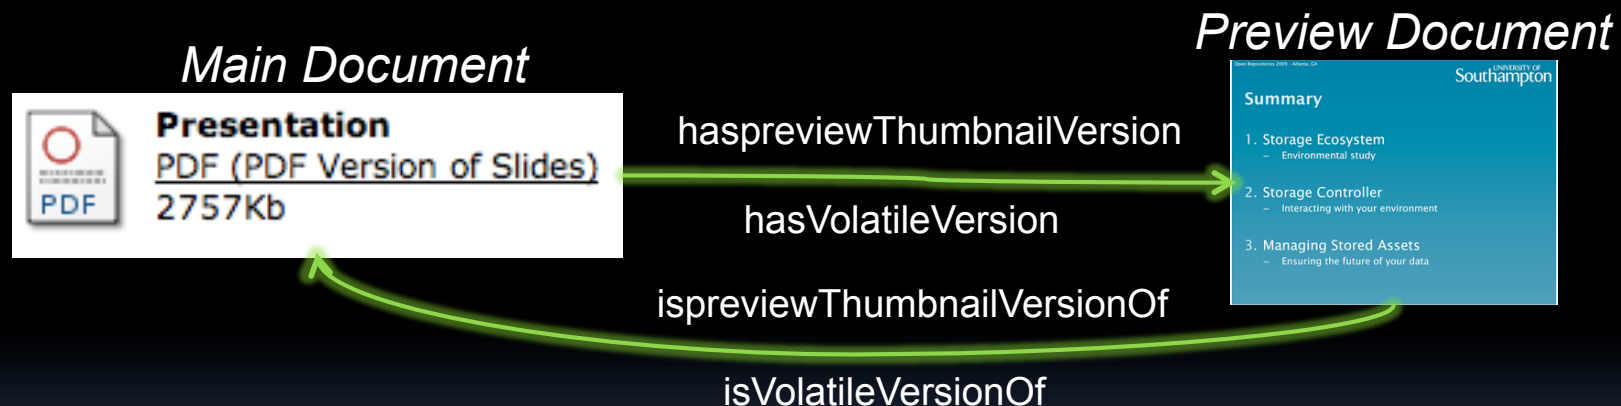 Preview Document
Main Document
Open Repositories 2009 - Atlanta, GA
UNIVERSITY OF
Southampton
Presentation
PDF (PDF Version of Slides)
2757Kb
PDF
haspreviewThumbnailVersion
hasVolatileVersion
Summary
1. Storage Ecosystem
– Environmental study
2. Storage Controller
– Interacting with your environment
3. Managing Stored Assets
– Ensuring the future of your data
ispreviewThumbnailVersionOf
isVolatileVersionOf